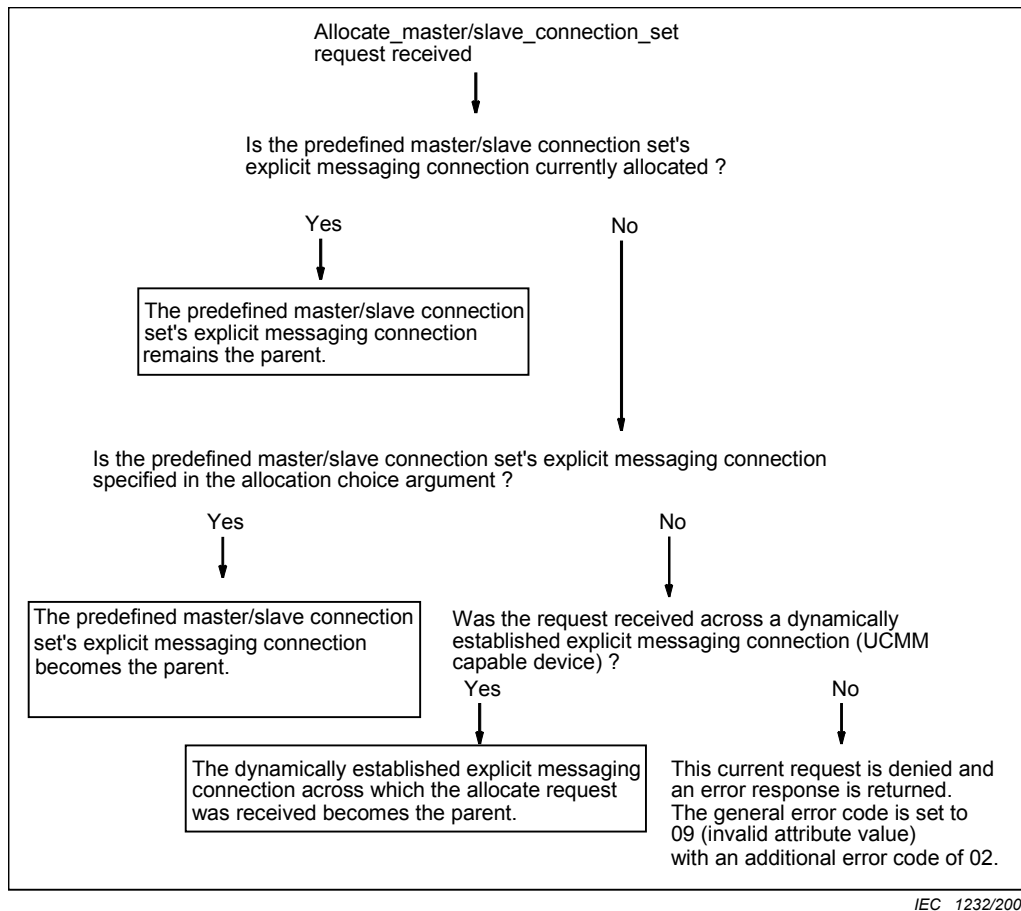 Allocate_master/slave_connection_set
request received
Is the predefined master/slave connection set's
explicit messaging connection currently allocated ?
Yes
No
The predefined master/slave connection
set's explicit messaging connection
remains the parent.
Is the predefined master/slave connection set's explicit messaging connection
specified in the allocation choice argument ?
Yes
No
The predefined master/slave connection
set's explicit messaging connection
becomes the parent.
Was the request received across a dynamically
established explicit messaging connection (UCMM
capable device) ?
Yes
No
The dynamically established explicit messaging
connection across which the allocate request
was received becomes the parent.
This current request is denied and
an error response is returned.
The general error code is set to
09 (invalid attribute value)
with an additional error code of 02.
IEC 1232/200